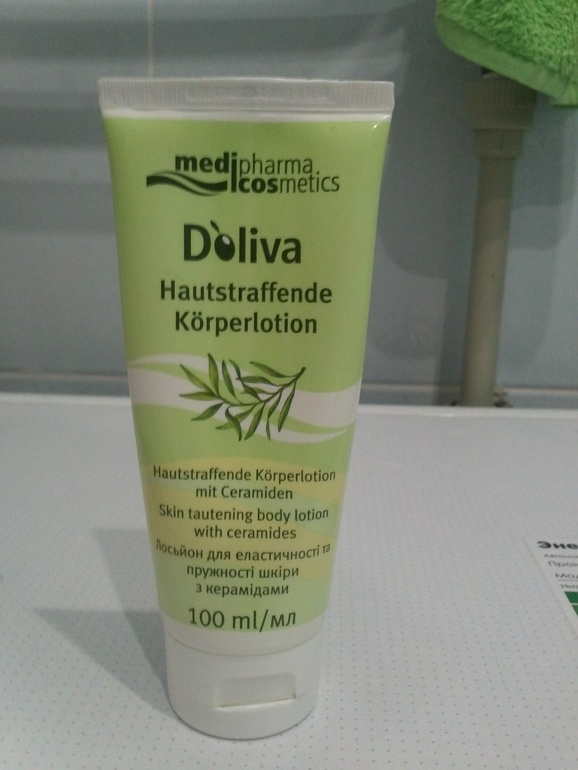 medipharma
cosmetics
D'oliva
Hautstraffende
Körperlotion
Hautstraffende Körperlotion
mit Ceramiden
Skin tautening body lotion
with ceramides
Лосьйон для еластичності та
пружності шкіри
з керамідами
100 ml/мл